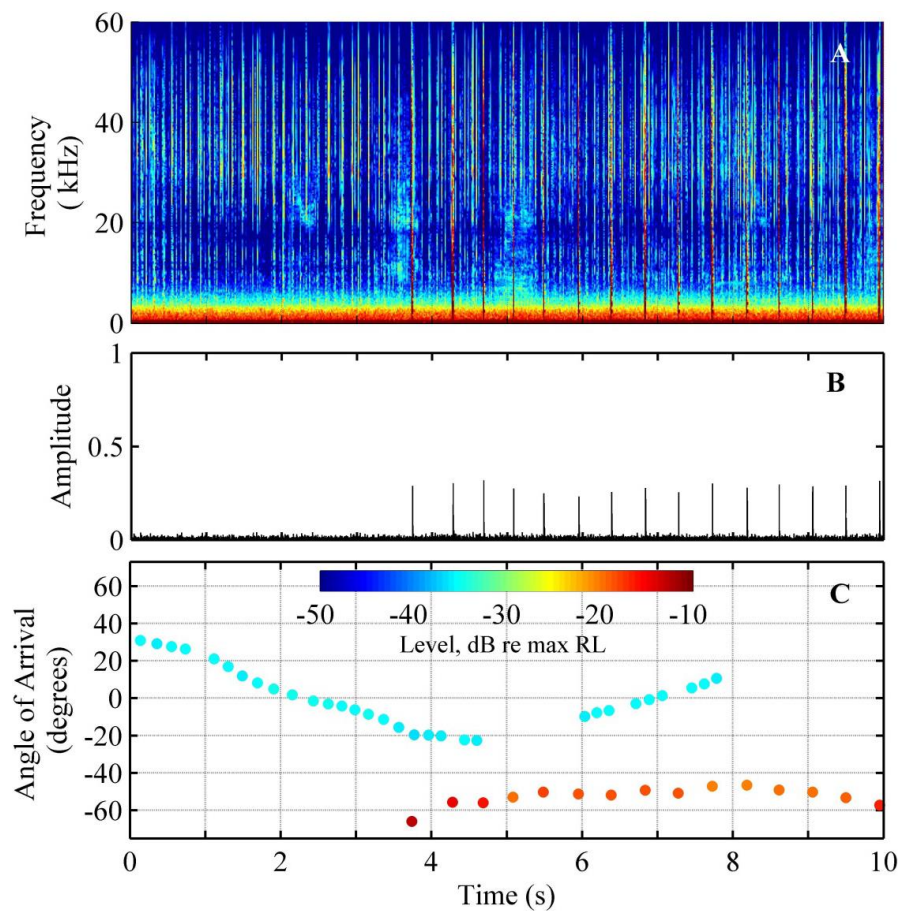 60
A
40
Frequency
( kHz)
20
0
1
B
Amplitude
0.5
0
60
C
40
-50 -40 -30 -20 -10
Level, dB re max RL
20
Angle of Arrival
(degrees)
0
-20
-40
-60
0 2 4 6 8 10
Time (s)